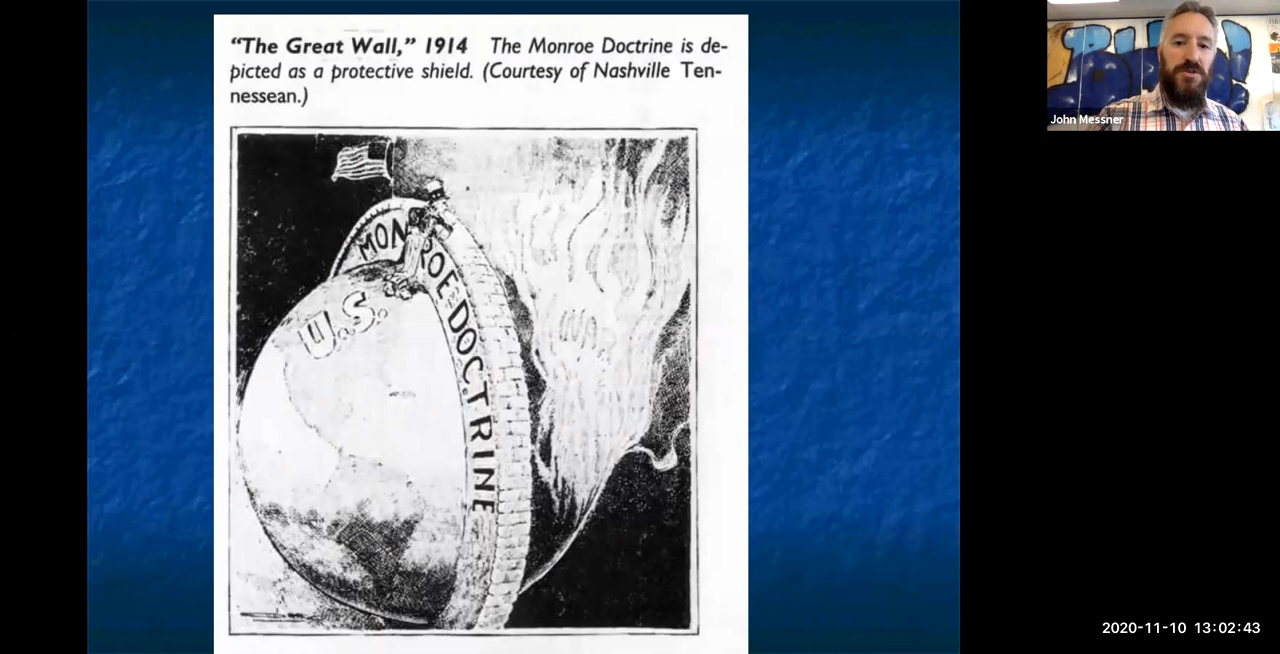 "The Great Wall," 1914 The Monroe Doctrine is de-
picted as a protective shield. (Courtesy of Nashville Ten-
nessean.)
MONROE DOCTRINE
U.S.
John Messner
2020-11-10 13:02:43